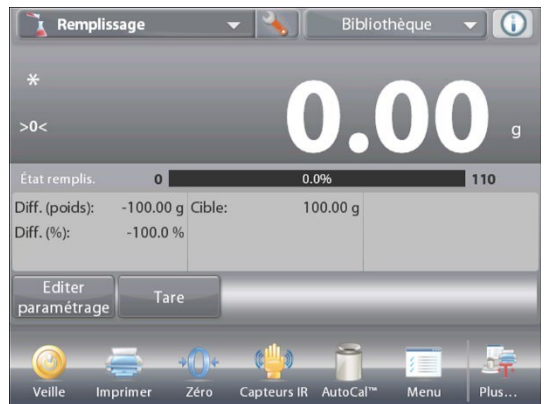 Remplissage
Bibliothèque
*
>0<
0.00 g
État remplis. 0 0.0% 110
Diff. (poids): -100.00 g Cible: 100.00 g
Diff. (%): -100.0 %
Editer
paramétrage
Tare
Veille Imprimer Zéro Capteurs IR AutoCal™ Menu Plus...